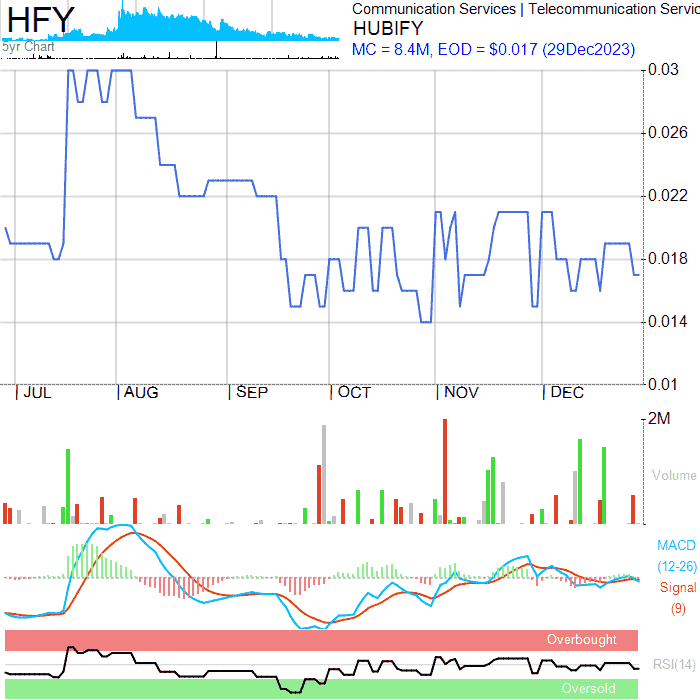 HFY
5yr Chart
Communication Services | Telecommunication Servic
HUBIFY
MC = 8.4M, EOD = $0.017 (29Dec2023)
0.03
0.026
0.022
0.018
0.014
0.01
JUL AUG SEP OCT NOV DEC
2M
Volume
MACD
(12-26)
Signal
(9)
Overbought
RSI(14)
Oversold